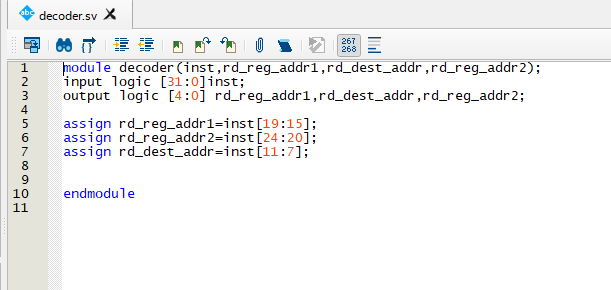 decoder.sv
267
268
1 module decoder(inst,rd_reg_addr1,rd_dest_addr,rd_reg_addr2);
2 input logic [31:0]inst;
3 output logic [4:0] rd_reg_addr1,rd_dest_addr,rd_reg_addr2;
4
5 assign rd_reg_addr1=inst[19:15];
6 assign rd_reg_addr2=inst[24:20];
7 assign rd_dest_addr=inst[11:7];
8
9
10 endmodule
11